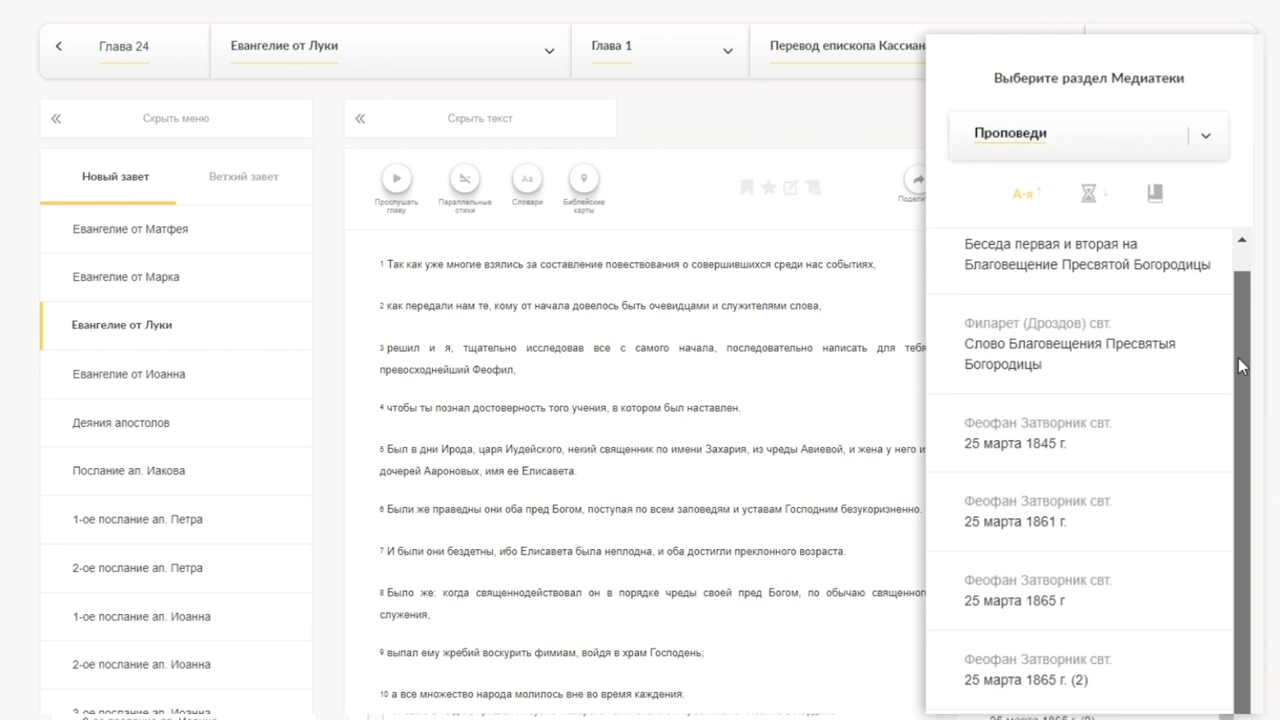 Глава 24
Евангелие от Луки
Глава 1
Перевод епископа Кассиан
Скрыть меню
Скрыть текст
Новый завет
Ветхий завет
Евангелие от Матфея
Евангелие от Марка
Евангелие от Луки
Евангелие от Иоанна
Деяния апостолов
Послание ап. Иакова
1-ое послание ап. Петра
2-ое послание ап. Петра
1-ое послание ап. Иоанна
2-ое послание ап. Иоанна
3-ое послание ап. Иоанна
Прослушать
главу
Параллельные
стихи
Aa
Словари
Библейские
карты
Подели
1 Так как уже многие взялись за составление повествования о совершившихся среди нас событиях,
2 как передали нам те, кому от начала довелось быть очевидцами и служителями слова,
3 решил и я, тщательно исследовав все с самого начала, последовательно написать для тебя
превосходнейший Феофил,
4 чтобы ты познал достоверность того учения, в котором был наставлен.
5 Был в дни Ирода, царя Иудейского, некий священник по имени Захария, из чреды Авиевой, и жена у него и
дочерей Аароновых, имя ее Елисавета.
6 Были же праведны они оба пред Богом, поступая по всем заповедям и уставам Господним безукоризненно.
7 И были они бездетны, ибо Елисавета была неплодна, и оба достигли преклонного возраста.
8 Было же: когда священнодействовал он в порядке чреды своей пред Богом, по обычаю священног
служения,
9 выпал ему жребий воскурить фимиам, войдя в храм Господень;
10 а все множество народа молилось вне во время каждения.
Выберите раздел Медиатеки
Проповеди
А-я
Беседа первая и вторая на
Благовещение Пресвятой Богородицы
Филарет (Дроздов) свт.
Слово Благовещения Пресвятыя
Богородицы
Феофан Затворник свт.
25 марта 1845 г.
Феофан Затворник свт.
25 марта 1861 г.
Феофан Затворник свт.
25 марта 1865 г
Феофан Затворник свт.
25 марта 1865 г. (2)